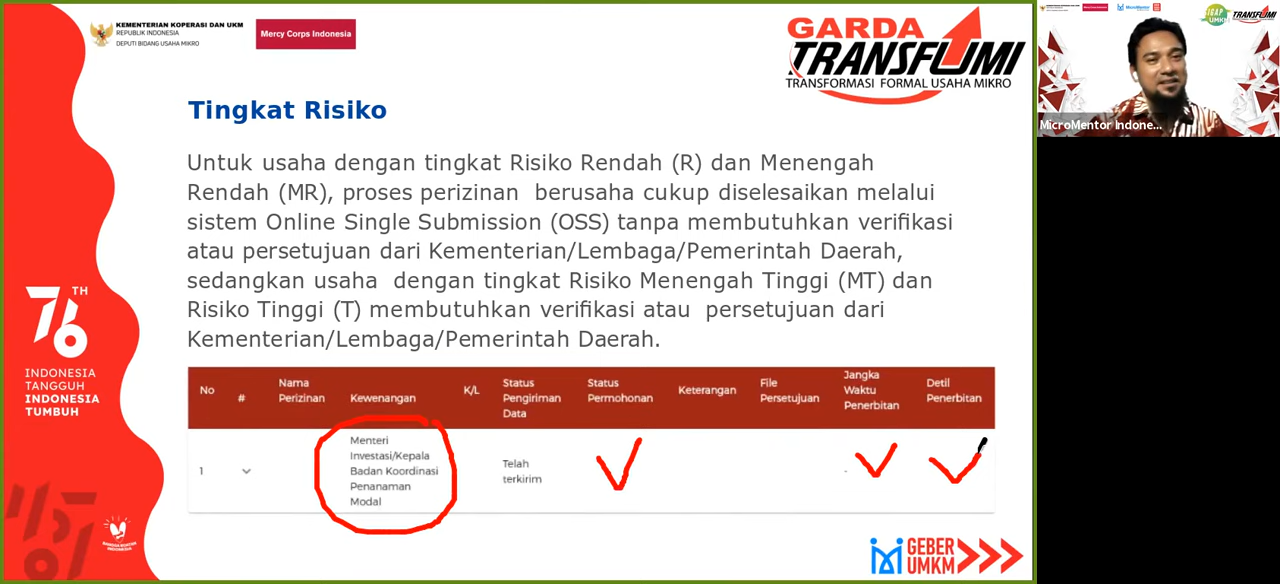 KEMENTERIAN KOPERASI DAN UKM
REPUBLIK INDONESIA
DEPUTI BIDANG USAHA MIKRO
Mercy Corps Indonesia
GARDA
TRANSFUMI
TRANSFORMASI FORMAL USAHA MIKRO
Tingkat Risiko
Untuk usaha dengan tingkat Risiko Rendah (R) dan Menengah
Rendah (MR), proses perizinan berusaha cukup diselesaikan melalui
sistem Online Single Submission (OSS) tanpa membutuhkan verifikasi
atau persetujuan dari Kementerian/Lembaga/Pemerintah Daerah,
sedangkan usaha dengan tingkat Risiko Menengah Tinggi (MT) dan
Risiko Tinggi (T) membutuhkan verifikasi atau persetujuan dari
Kementerian/Lembaga/Pemerintah Daerah.
76 TH
INDONESIA
TANGGUH
INDONESIA
TUMBUH
No
#
Nama
Perizinan
Kewenangan
K/L
Status
Pengiriman
Data
Status
Permohonan
Keterangan
File
Persetujuan
Jangka
Waktu
Penerbitan
Detil
Penerbitan
1
Menteri
Investasi/Kepala
Badan Koordinasi
Penanaman
Modal
Telah
terkirim
-
GEBER
UMKM
MicroMentor Indone...
TRANSFUMI